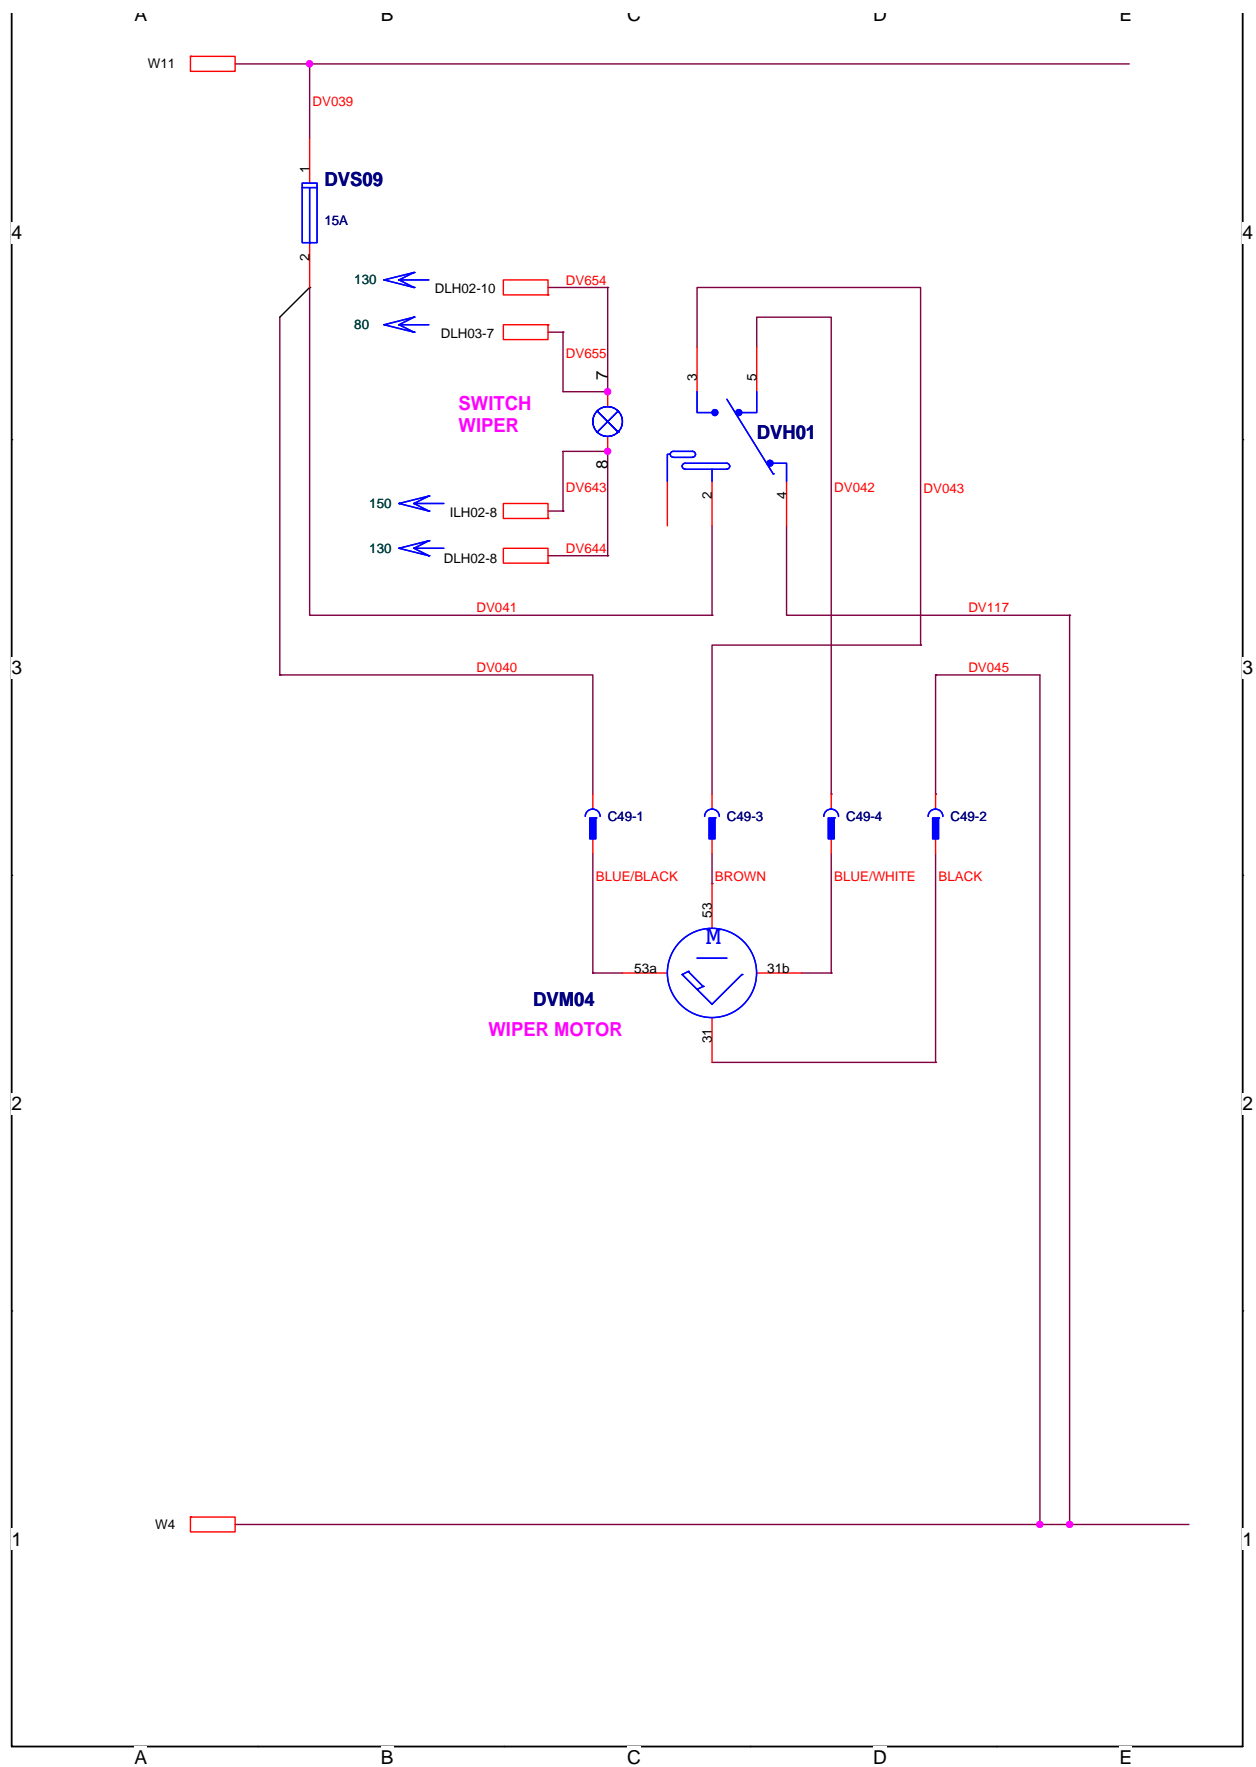 A B C D E
W11
DV039
1
DVS09
15A
4 4
2
130 DLH02-10 DV654
80 DLH03-7
DV655
7 3 5
SWITCH
WIPER
DVH01
8
DV643 2 4 DV042 DV043
150 ILH02-8
130 DLH02-8 DV644
DV041 DV117
3 3
DV040 DV045
C49-1 C49-3 C49-4 C49-2
BLUE/BLACK BROWN BLUE/WHITE BLACK
53
M
53a 31b
DVM04
WIPER MOTOR
31
2 2
W4
1 1
A B C D E